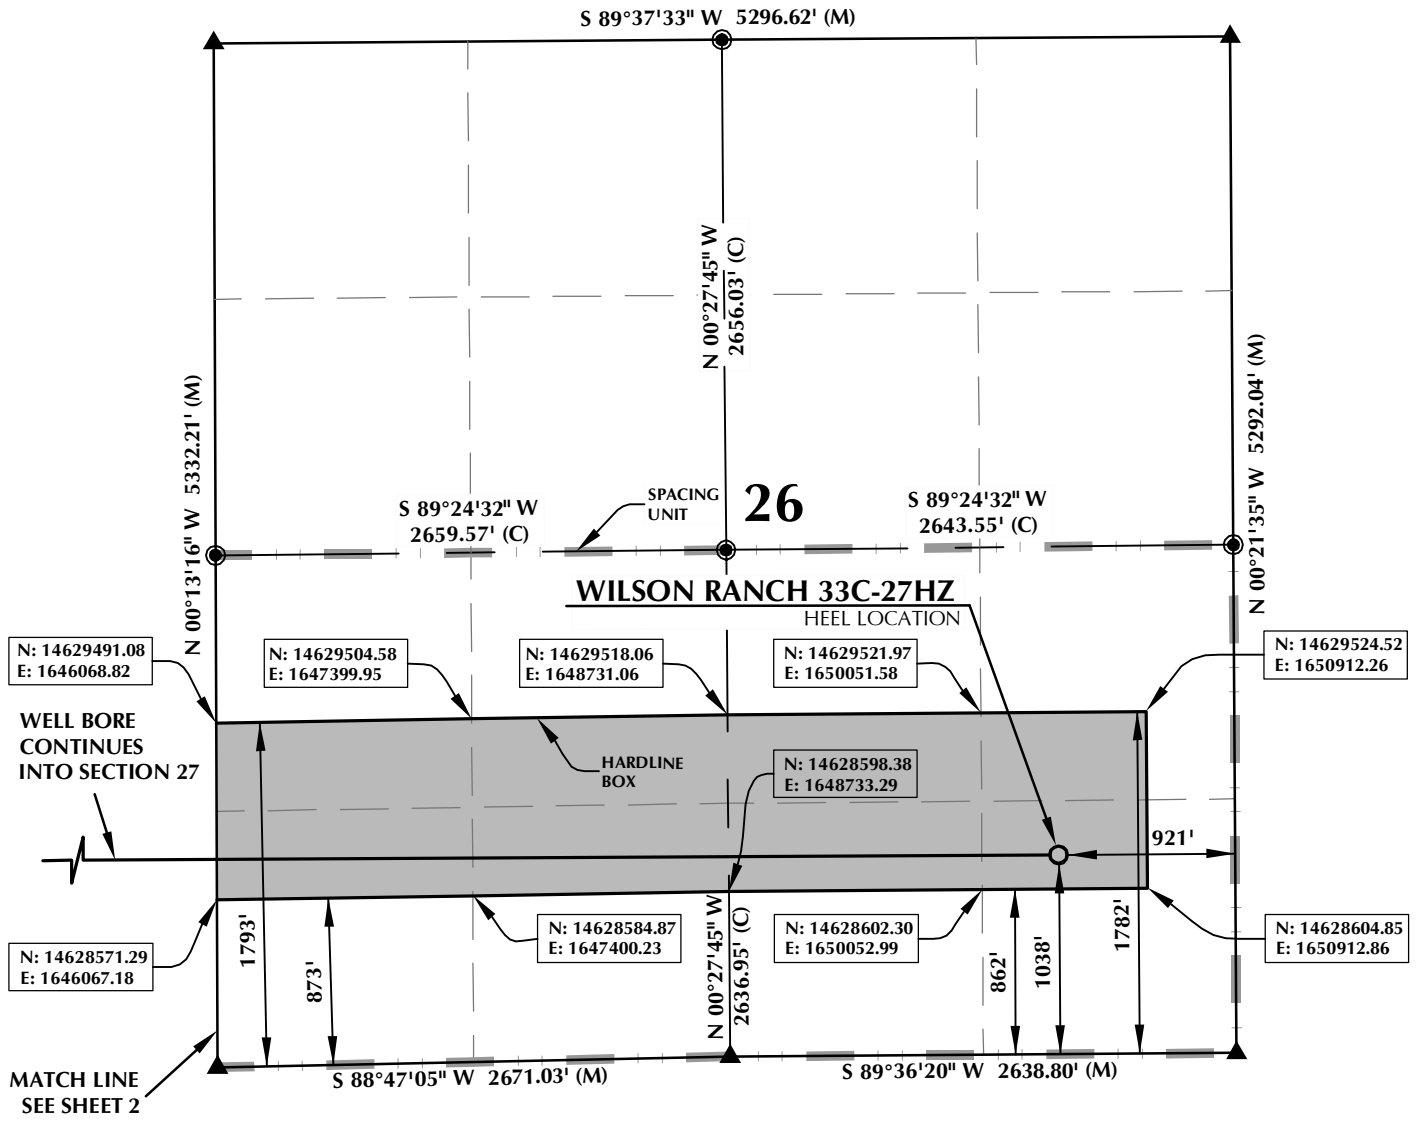 S 89°37'33" W 5296.62' (M)
N 00°27'45" W
2656.03' (C)
N 00°13'16" W 5332.21' (M)
N 00°21'35" W 5292.04' (M)
S 89°24'32" W
2659.57' (C)
SPACING
UNIT
26
S 89°24'32" W
2643.55' (C)
WILSON RANCH 33C-27HZ
HEEL LOCATION
N: 14629491.08
E: 1646068.82
N: 14629504.58
E: 1647399.95
N: 14629518.06
E: 1648731.06
N: 14629521.97
E: 1650051.58
N: 14629524.52
E: 1650912.26
WELL BORE
CONTINUES
INTO SECTION 27
HARDLINE
BOX
N: 14628598.38
E: 1648733.29
921'
1793'
873'
N 00°27'45" W
2636.95' (C)
862'
1038'
1782'
N: 14628571.29
E: 1646067.18
N: 14628584.87
E: 1647400.23
N: 14628602.30
E: 1650052.99
N: 14628604.85
E: 1650912.86
MATCH LINE
SEE SHEET 2
S 88°47'05" W 2671.03' (M)
S 89°36'20" W 2638.80' (M)